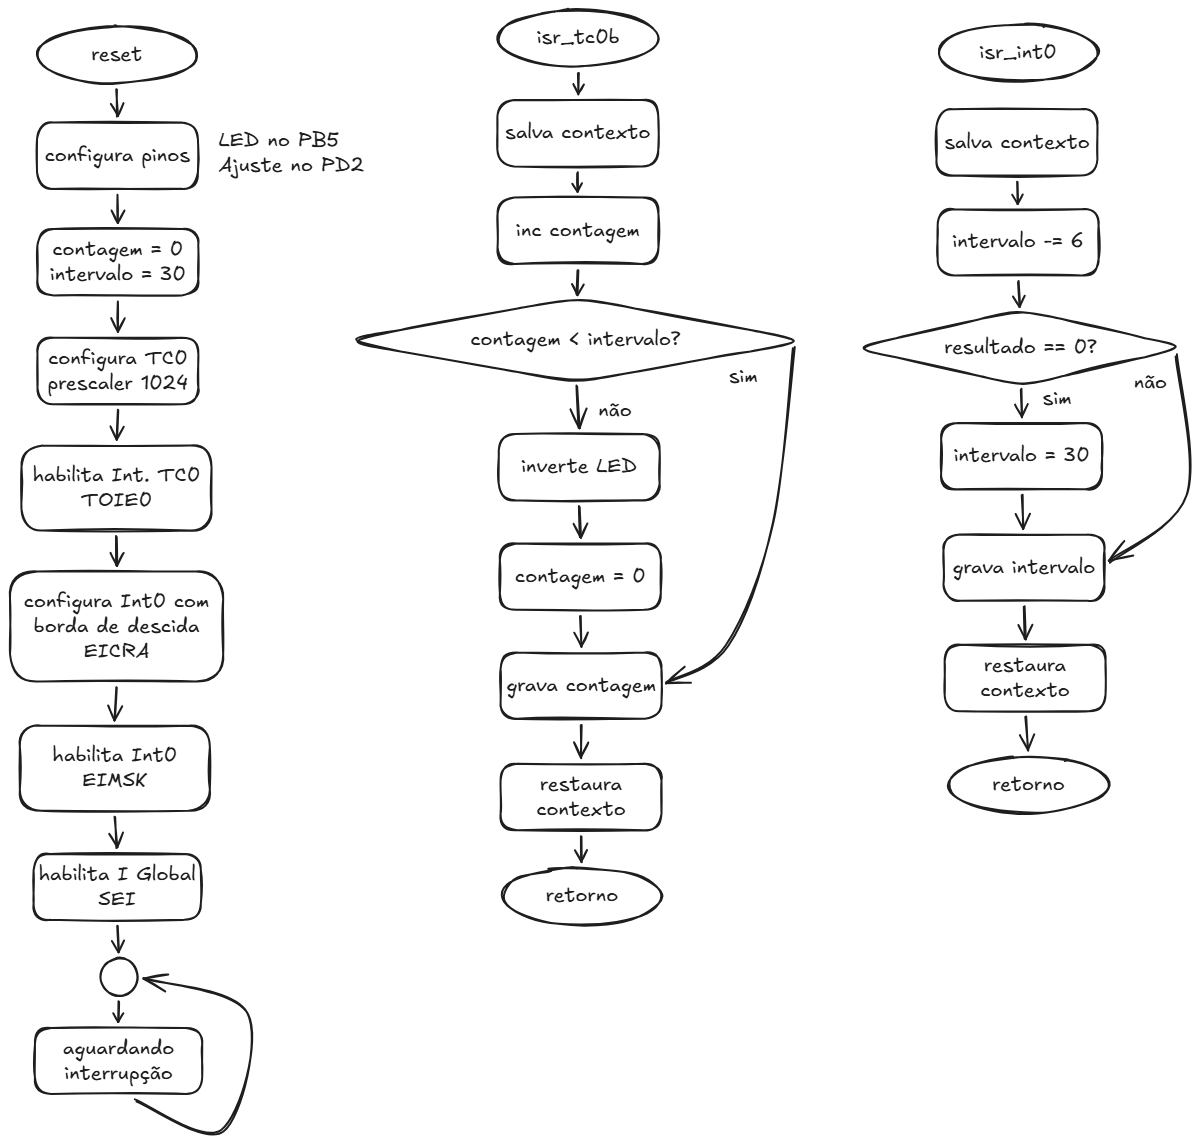 reset
configura pinos
LED no PB5
Ajuste no PD2
contagem = 0
intervalo = 30
configura TC0
prescaler 1024
habilita Int. TC0
TOIE0
configura Int0 com
borda de descida
EICRA
habilita Int0
EIMSK
habilita I Global
SEI
aguardando
interrupção
isr_tc0b
salva contexto
inc contagem
contagem < intervalo?
sim
não
inverte LED
contagem = 0
grava contagem
restaura
contexto
retorno
isr_int0
salva contexto
intervalo -= 6
resultado == 0?
não
sim
intervalo = 30
grava intervalo
restaura
contexto
retorno